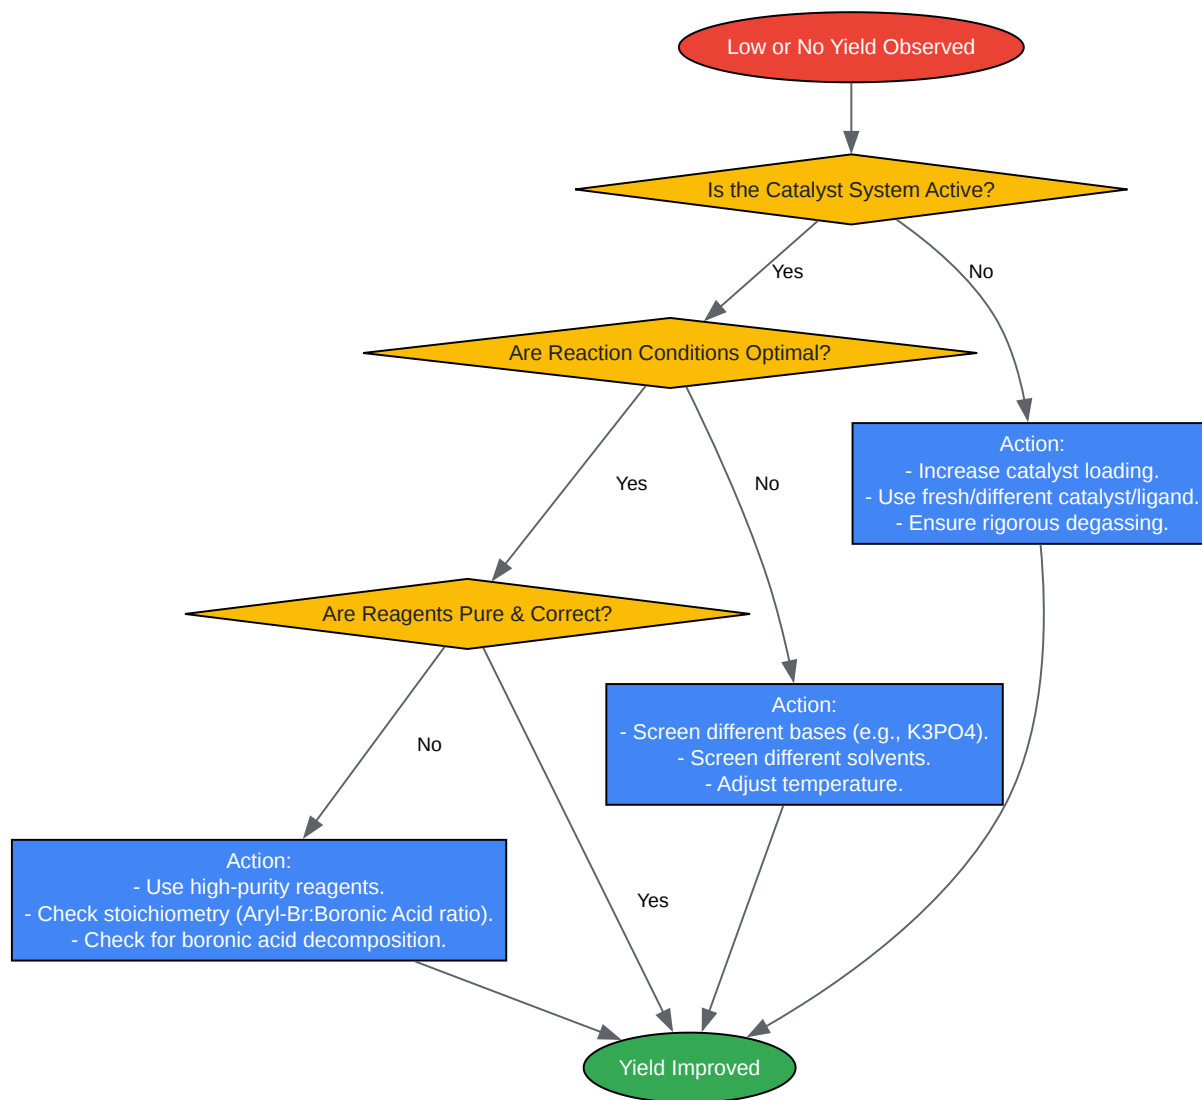 Low or No Yield Observed
Is the Catalyst System Active?
Yes
No
Are Reaction Conditions Optimal?
Action:
- Increase catalyst loading.
- Use fresh/different catalyst/ligand.
- Ensure rigorous degassing.
Yes
No
Are Reagents Pure & Correct?
Action:
- Screen different bases (e.g., K3PO4).
- Screen different solvents.
- Adjust temperature.
No
Yes
Action:
- Use high-purity reagents.
- Check stoichiometry (Aryl-Br:Boronic Acid ratio).
- Check for boronic acid decomposition.
Yield Improved